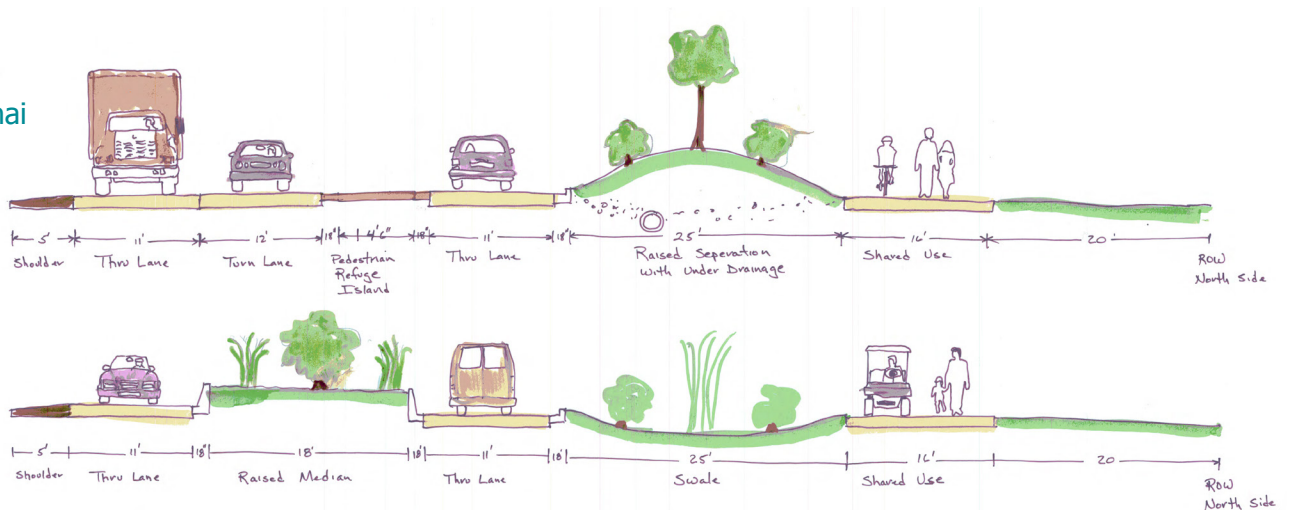 nai
5' 11' 12' 18" 4'6" 18" 11' 18" 25' 16' 20'
Shoulder Thru Lane Turn Lane Pedestrian Refuge Island Thru Lane Raised Seperation with Under Drainage Shared Use ROW North Side
5' 11' 18" 18' 18" 11' 18" 25' 16' 20
Shoulder Thru Lane Raised Median Thru Lane Swale Shared Use ROW North Side